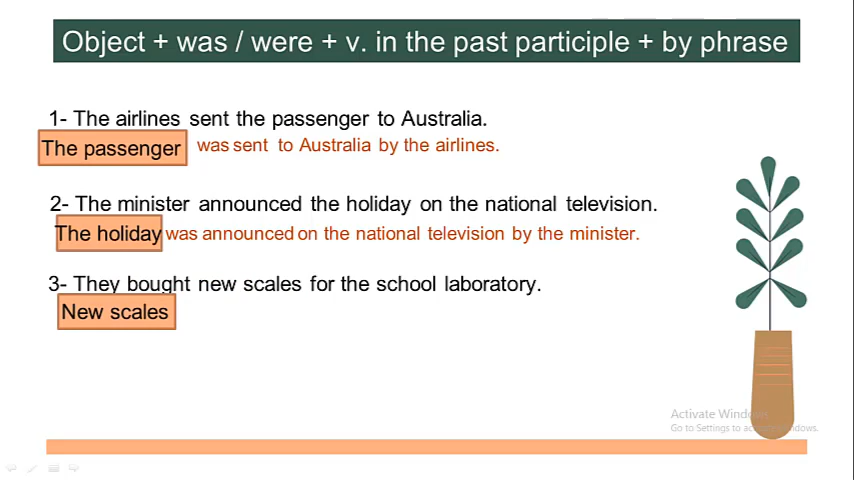 Object + was / were + v. in the past participle + by phrase
1- The airlines sent the passenger to Australia.
The passenger was sent to Australia by the airlines.
2- The minister announced the holiday on the national television.
The holiday was announced on the national television by the minister.
3- They bought new scales for the school laboratory.
New scales
Activate Windows
Go to Settings to activate Windows.